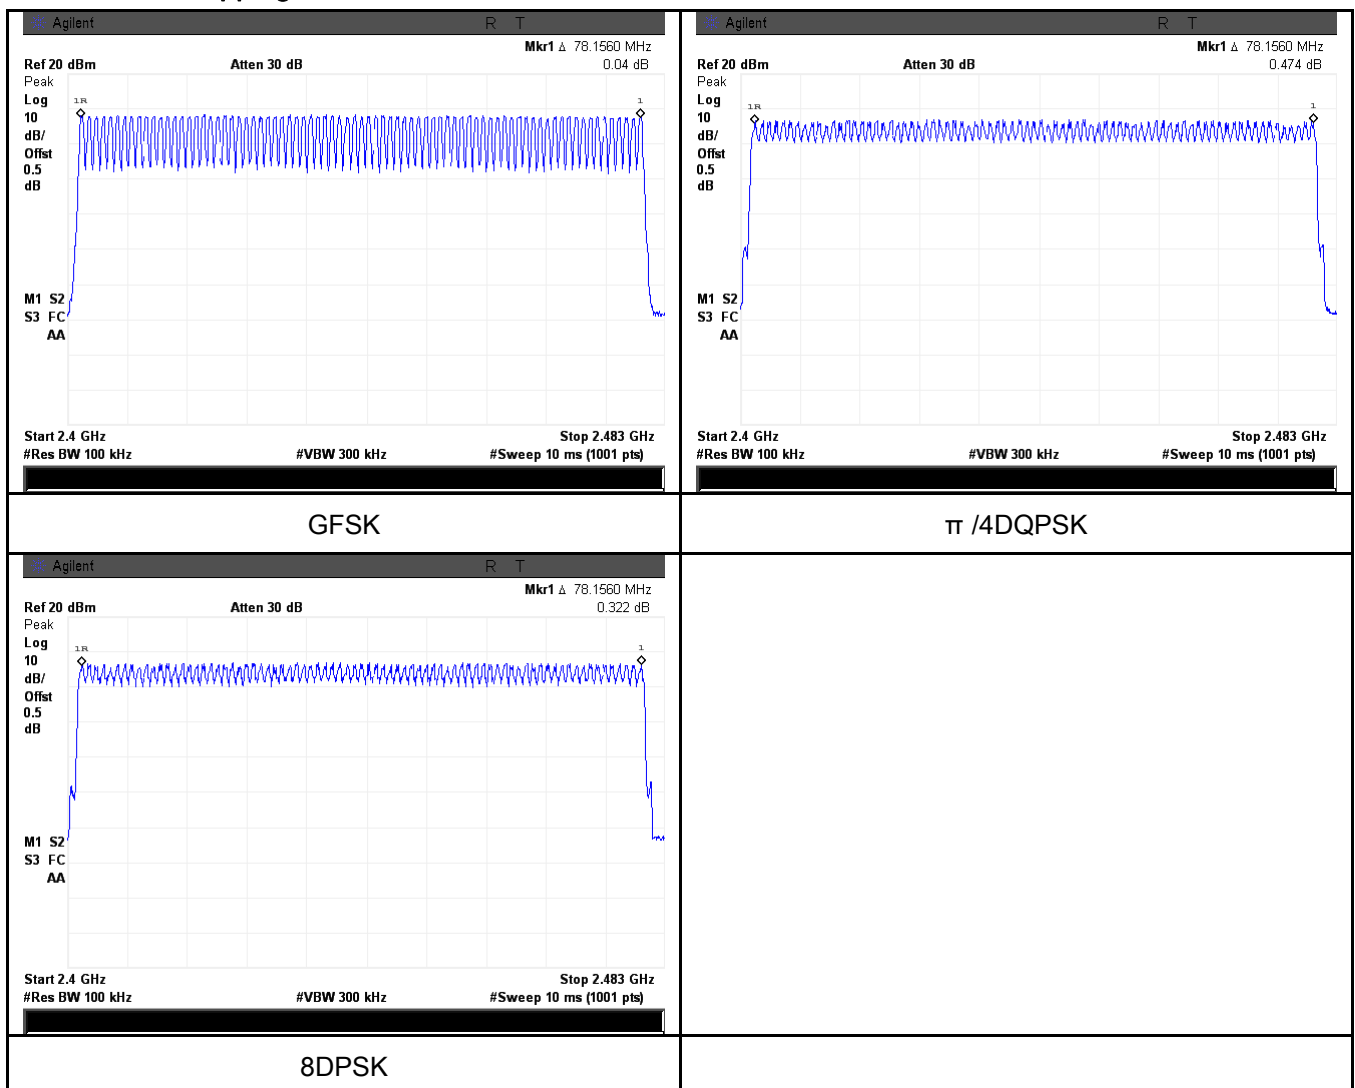 Agilent R T
Mkr1 Δ 78.1560 MHz
Ref 20 dBm Atten 30 dB 0.04 dB
Peak
Log
10
dB/
Offst
0.5
dB
1R 1
M1 S2
S3 FC
AA
Start 2.4 GHz Stop 2.483 GHz
#Res BW 100 kHz #VBW 300 kHz #Sweep 10 ms (1001 pts)
GFSK
Agilent R T
Mkr1 Δ 78.1560 MHz
Ref 20 dBm Atten 30 dB 0.474 dB
Peak
Log
10
dB/
Offst
0.5
dB
1R 1
M1 S2
S3 FC
AA
Start 2.4 GHz Stop 2.483 GHz
#Res BW 100 kHz #VBW 300 kHz #Sweep 10 ms (1001 pts)
π /4DQPSK
Agilent R T
Mkr1 Δ 78.1560 MHz
Ref 20 dBm Atten 30 dB 0.322 dB
Peak
Log
10
dB/
Offst
0.5
dB
1R 1
M1 S2
S3 FC
AA
Start 2.4 GHz Stop 2.483 GHz
#Res BW 100 kHz #VBW 300 kHz #Sweep 10 ms (1001 pts)
8DPSK